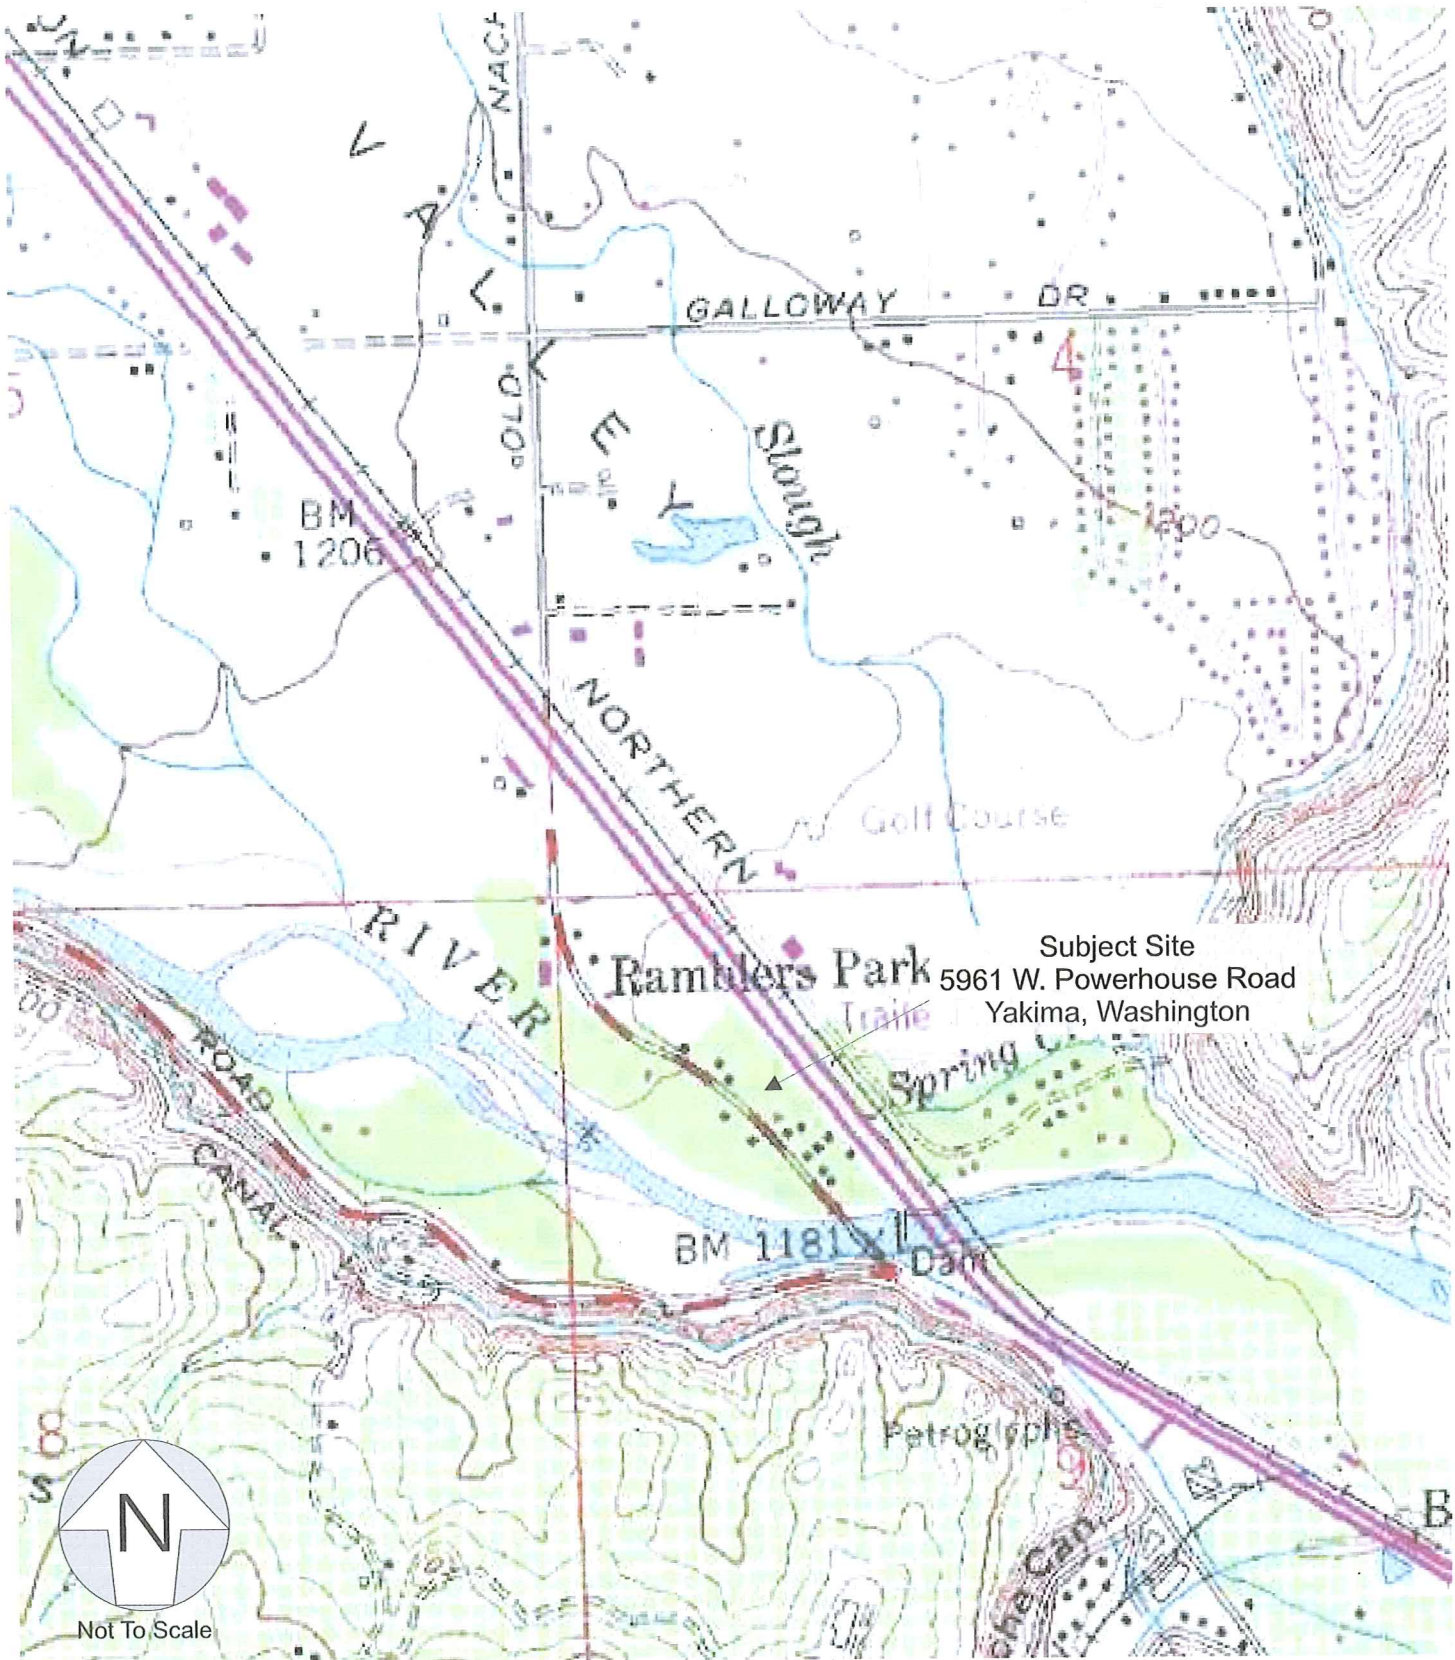 NACH
V
A
L
L
E
Y
GALLOWAY DR
4
OLD
Slough
BM
1206
1200
NORTHERN
Golf Course
RIVER
Ramblers Park
Subject Site
5961 W. Powerhouse Road
Yakima, Washington
Spring
ROAD
CANAL
BM 1181
Dam
8
S
9
N
B
Not To Scale